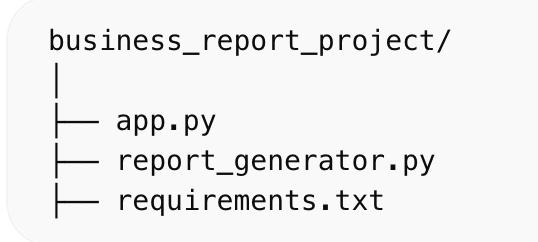 business_report_project/
│
├── app.py
├── report_generator.py
├── requirements.txt